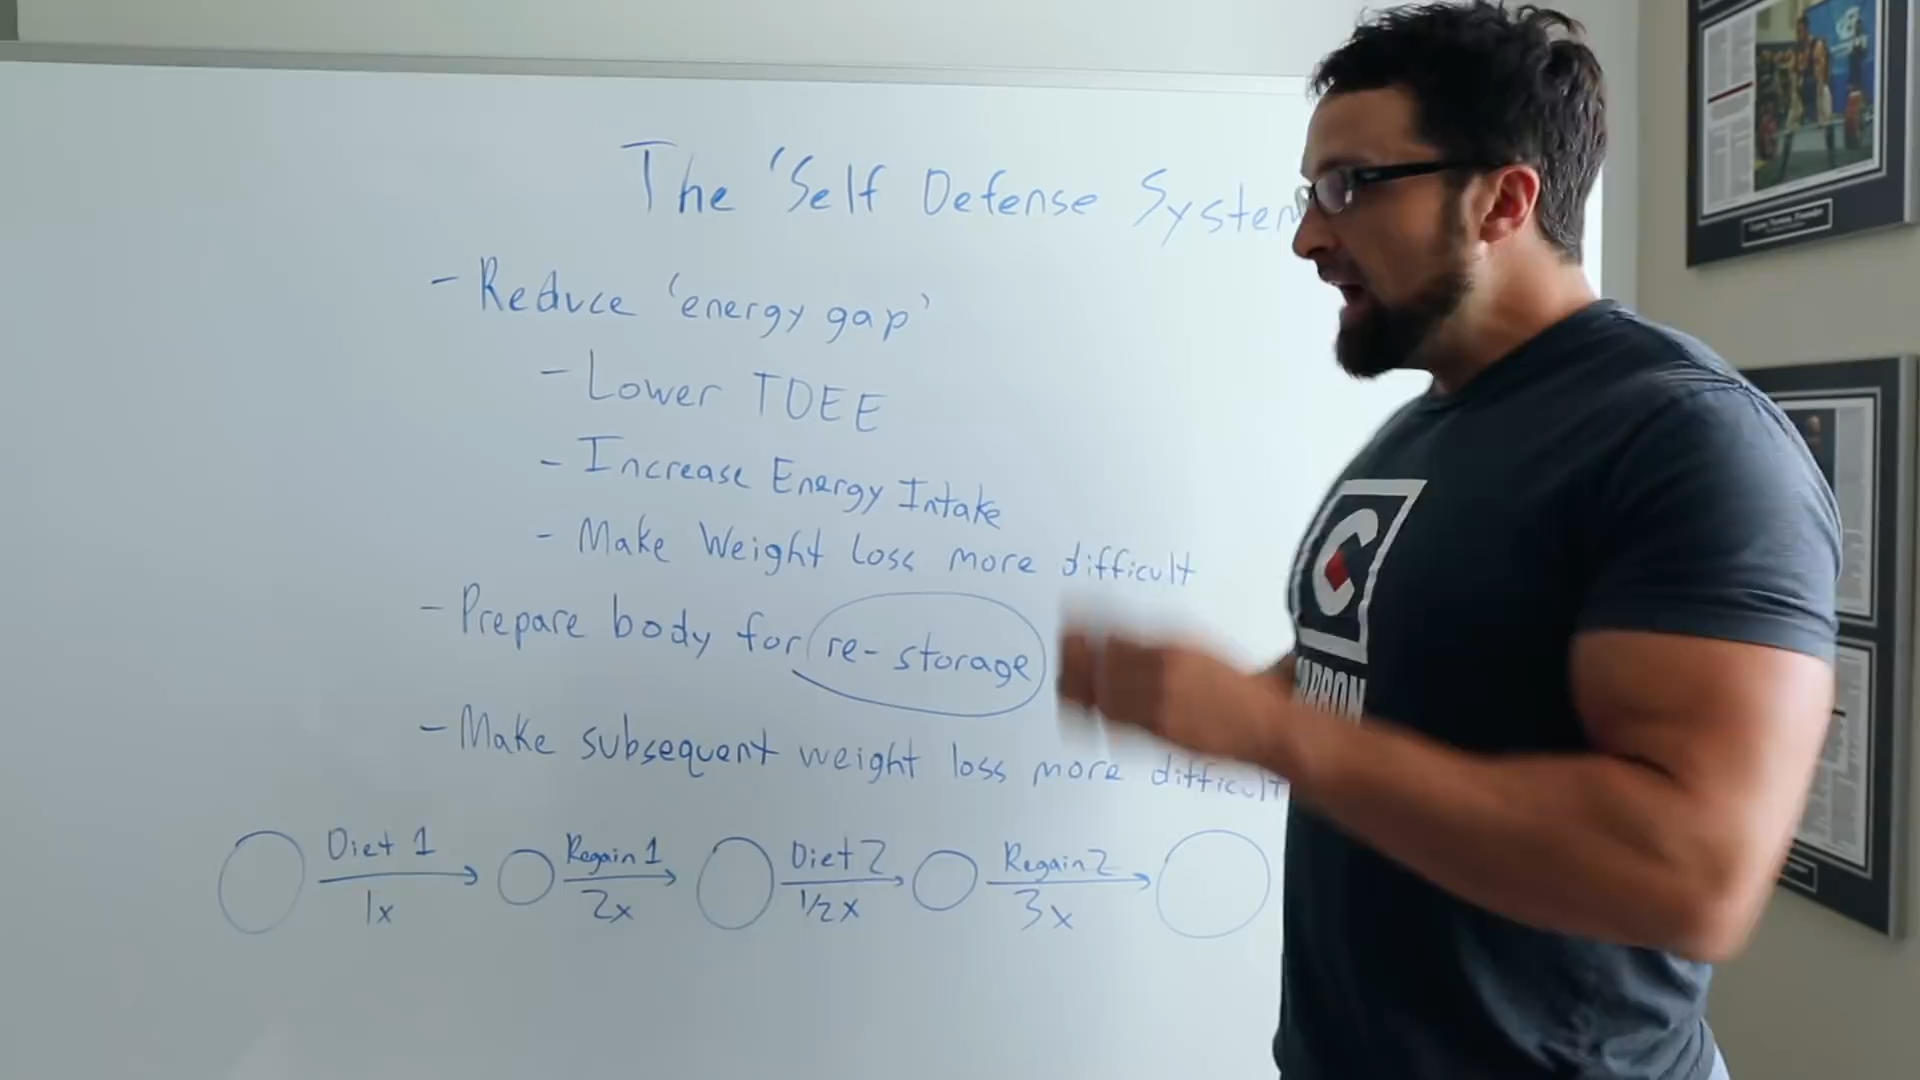 The 'Self Defense System
- Reduce 'energy gap'
- Lower TDEE
- Increase Energy Intake
- Make Weight Loss more difficult
- Prepare body for re-storage
- Make subsequent weight loss more difficult
Diet 1 Regain 1 Diet 2 Regain 2
1x 2x 1/2x 3x
C
CARBON